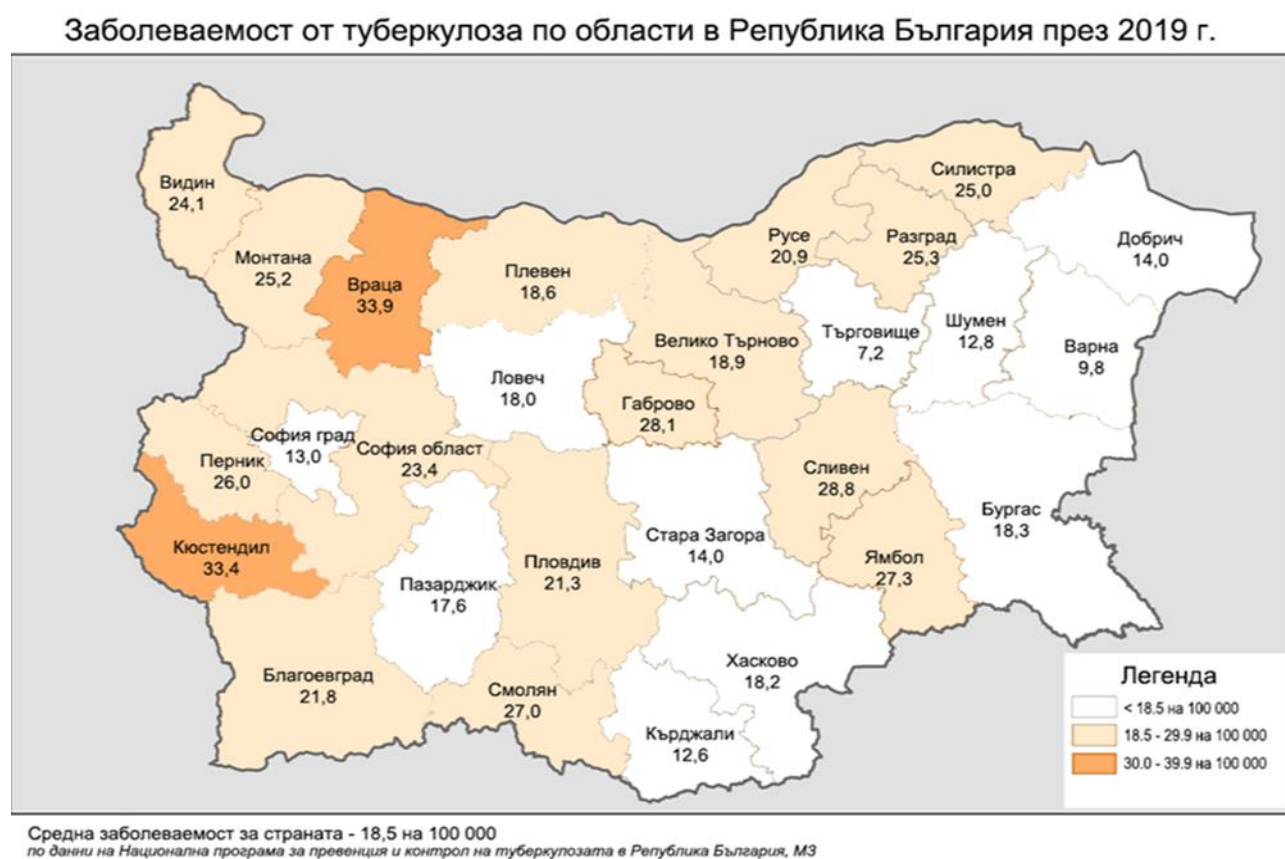 Заболеваемост от туберкулоза по области в Република България през 2019 г.
Видин
24,1
Монтана
25,2
Враца
33,9
Плевен
18,6
Ловеч
18,0
Велико Търново
18,9
Габрово
28,1
Русе
20,9
Силистра
25,0
Разград
25,3
Търговище
7,2
Шумен
12,8
Добрич
14,0
Варна
9,8
София град
13,0
София област
23,4
Перник
26,0
Кюстендил
33,4
Благоевград
21,8
Пазарджик
17,6
Пловдив
21,3
Смолян
27,0
Стара Загора
14,0
Сливен
28,8
Ямбол
27,3
Бургас
18,3
Хасково
18,2
Кърджали
12,6
Легенда
< 18.5 на 100 000
18.5 - 29.9 на 100 000
30.0 - 39.9 на 100 000
Средна заболеваемост за страната - 18,5 на 100 000
по данни на Национална програма за превенция и контрол на туберкулозата в Република България, МЗ